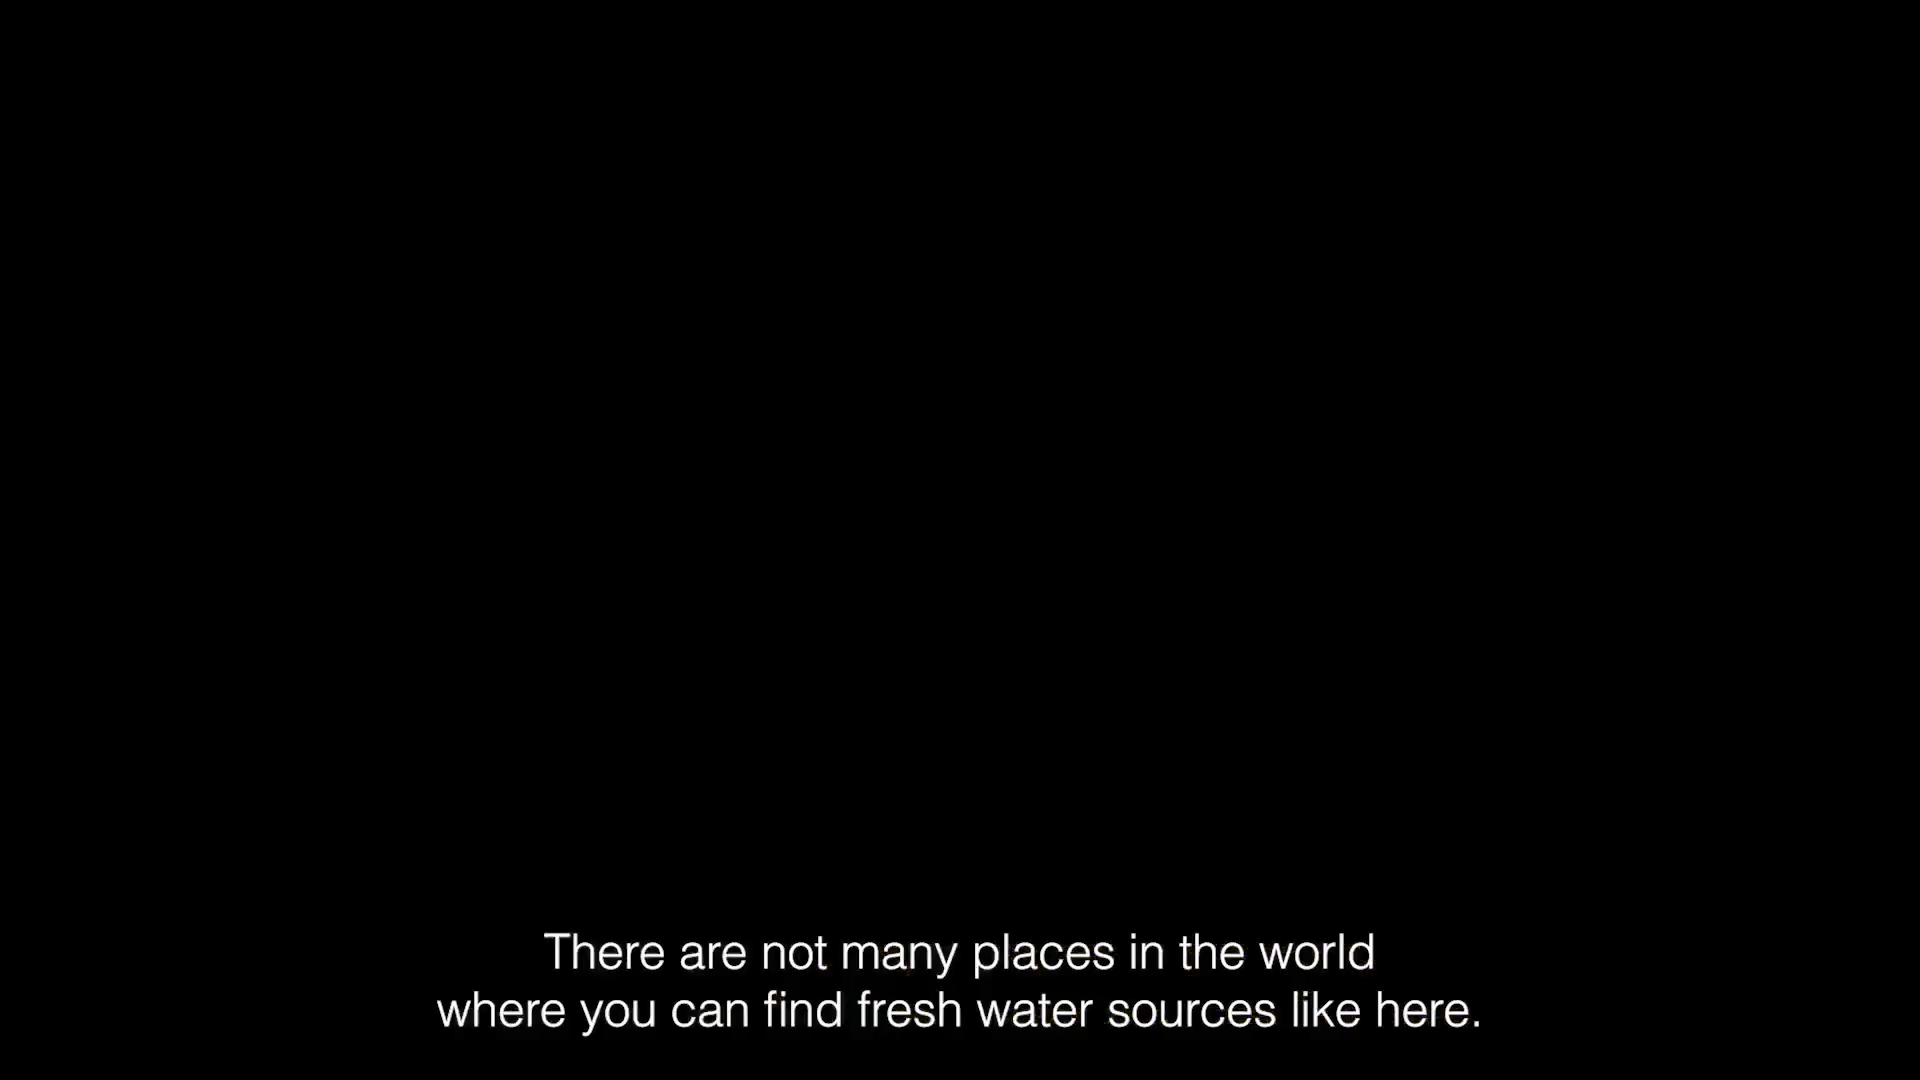 There are not many places in the world
where you can find fresh water sources like here.